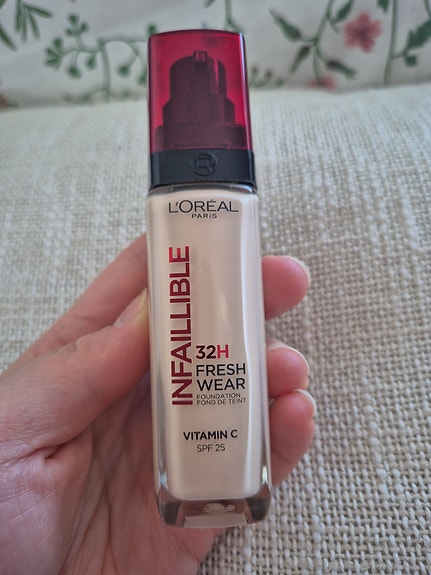 L'ORÉAL
PARIS
INFAILLIBLE
32H
FRESH
WEAR
FOUNDATION
FOND DE TEINT
VITAMIN C
SPF 25